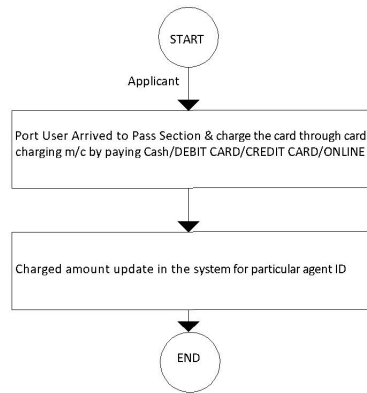 START
Applicant
Port User Arrived to Pass Section & charge the card through card
charging m/c by paying Cash/DEBIT CARD/CREDIT CARD/ONLINE
Charged amount update in the system for particular agent ID
END